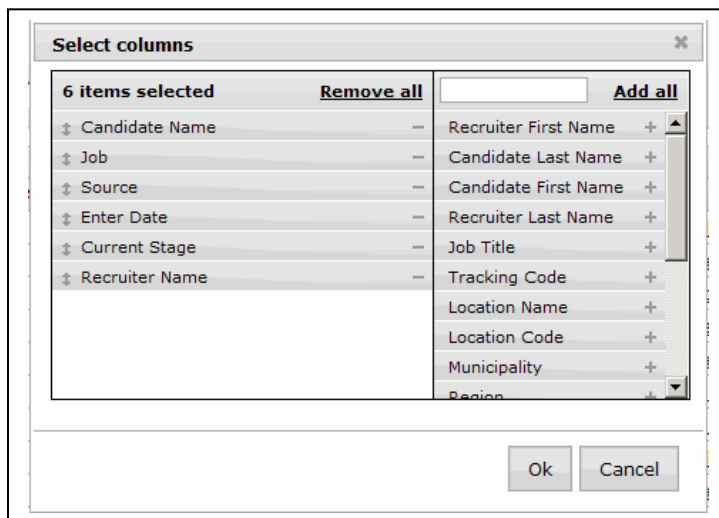 Select columns
6 items selected Remove all
Candidate Name
Job
Source
Enter Date
Current Stage
Recruiter Name
Add all
Recruiter First Name
Candidate Last Name
Candidate First Name
Recruiter Last Name
Job Title
Tracking Code
Location Name
Location Code
Municipality
Region
Ok Cancel